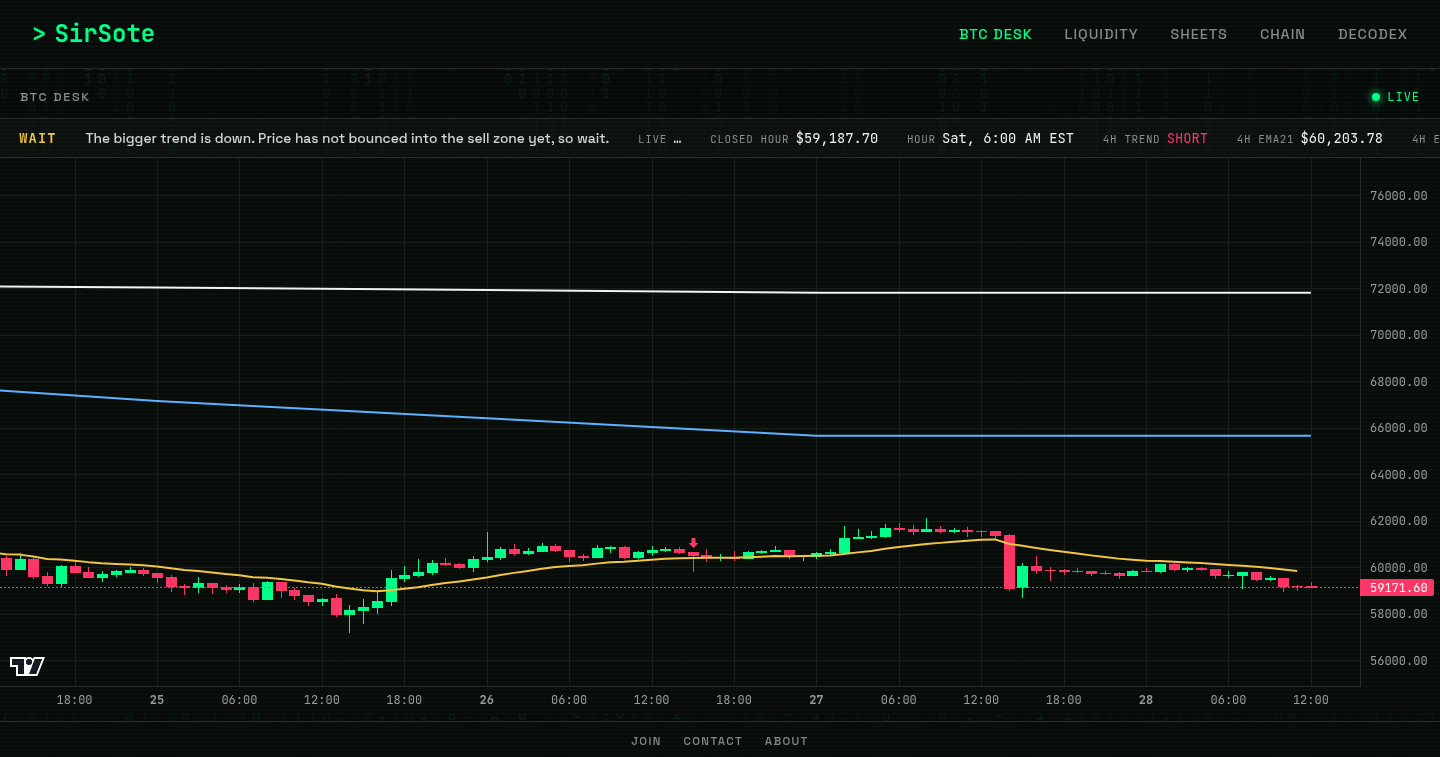 > SirSote
BTC DESK LIQUIDITY SHEETS CHAIN DECODEX
BTC DESK
LIVE
WAIT The bigger trend is down. Price has not bounced into the sell zone yet, so wait. LIVE … CLOSED HOUR $59,187.70 HOUR Sat, 6:00 AM EST 4H TREND SHORT 4H EMA21 $60,203.78 4H E
76000.00
74000.00
72000.00
70000.00
68000.00
66000.00
64000.00
62000.00
60000.00
59171.60
58000.00
56000.00
18:00 25 06:00 12:00 18:00 26 06:00 12:00 18:00 27 06:00 12:00 18:00 28 06:00 12:00
JOIN CONTACT ABOUT